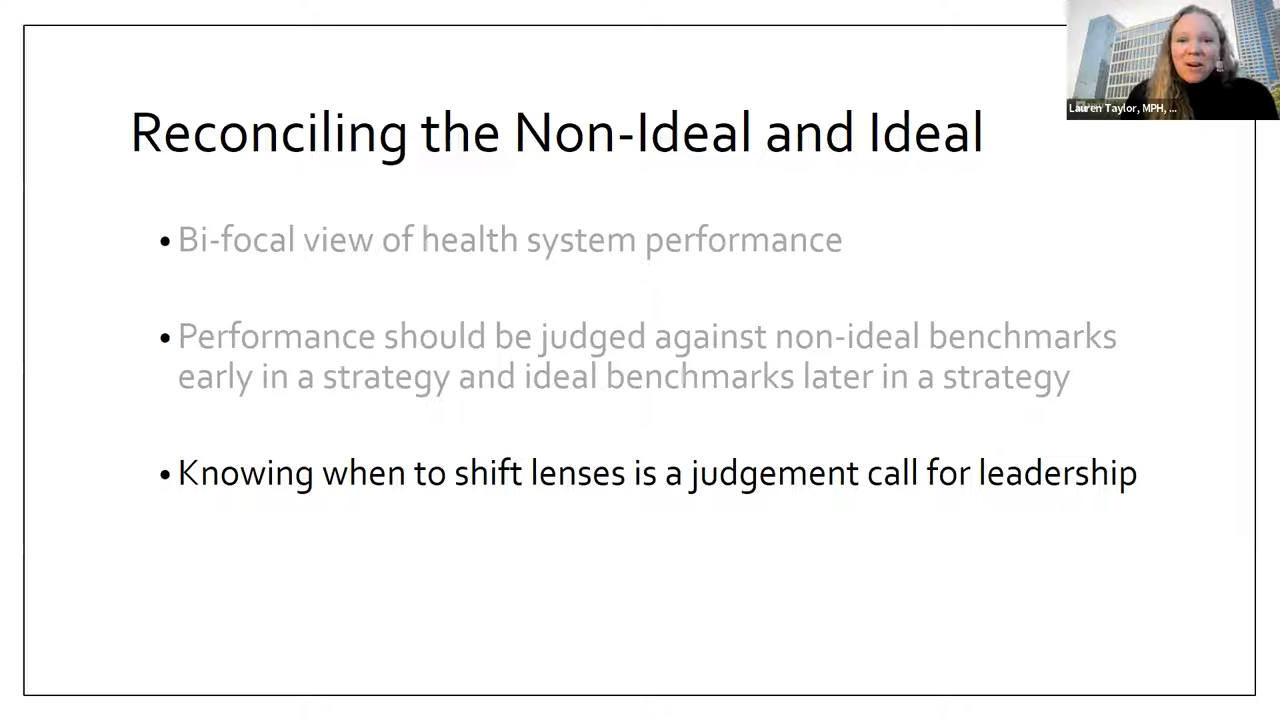 Lauren Taylor, MPH, ...
Reconciling the Non-Ideal and Ideal
• Bi-focal view of health system performance
• Performance should be judged against non-ideal benchmarks
early in a strategy and ideal benchmarks later in a strategy
• Knowing when to shift lenses is a judgement call for leadership